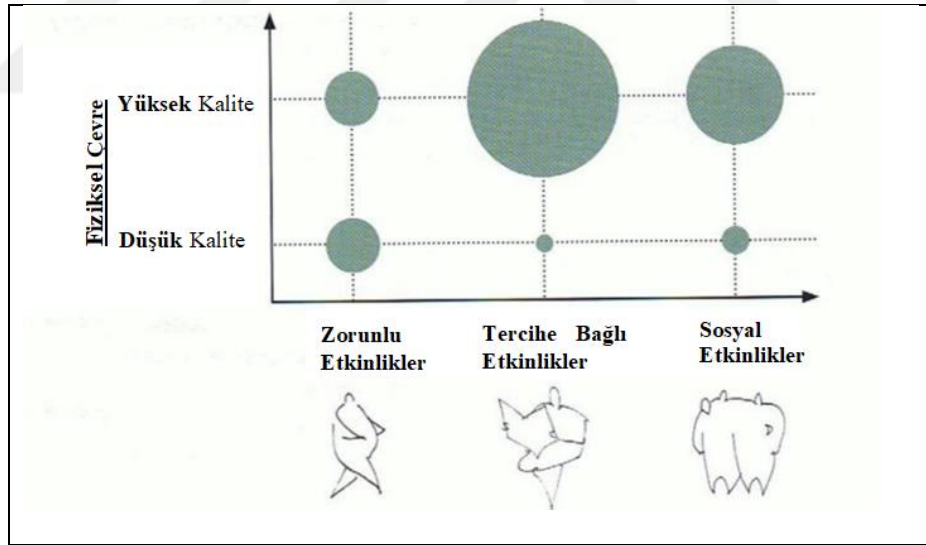 Fiziksel Çevre
Yüksek Kalite
Düşük Kalite
Zorunlu
Etkinlikler
Tercihe Bağlı
Etkinlikler
Sosyal
Etkinlikler